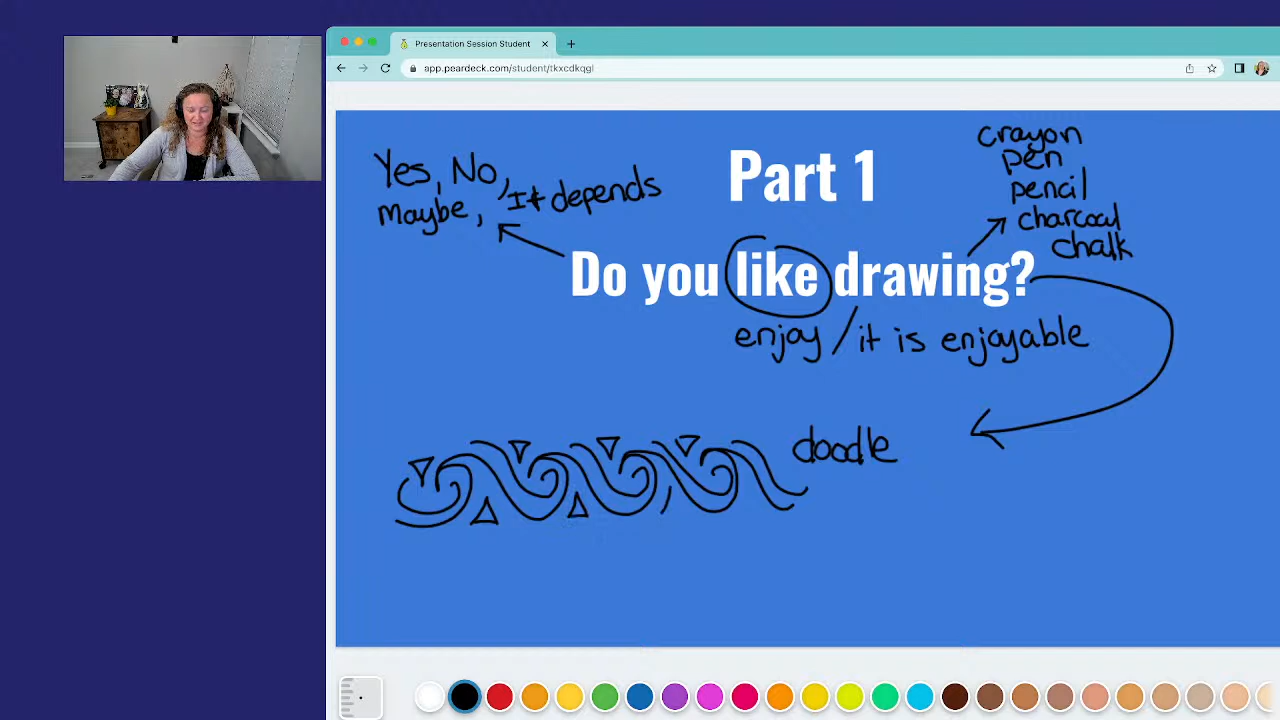 Presentation Session Student
app.peardeck.com/student/tkxcdkqgl
Yes, No,
maybe, It depends
Part 1
crayon
pen
pencil
charcoal
chalk
Do you like drawing?
enjoy / it is enjoyable
doodle